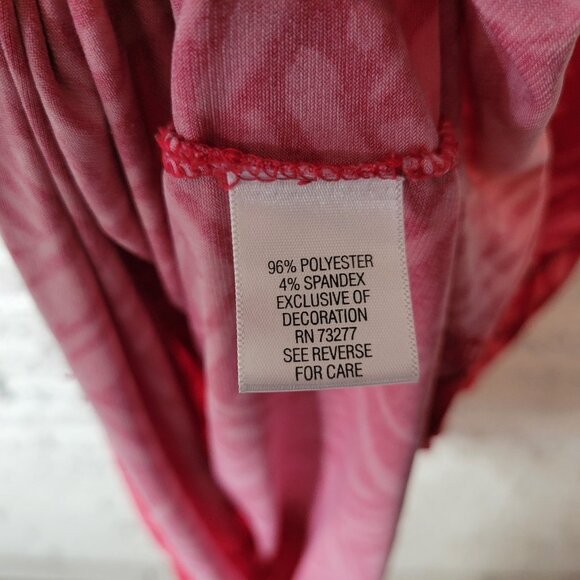 96% POLYESTER
4% SPANDEX
EXCLUSIVE OF
DECORATION
RN 73277
SEE REVERSE
FOR CARE